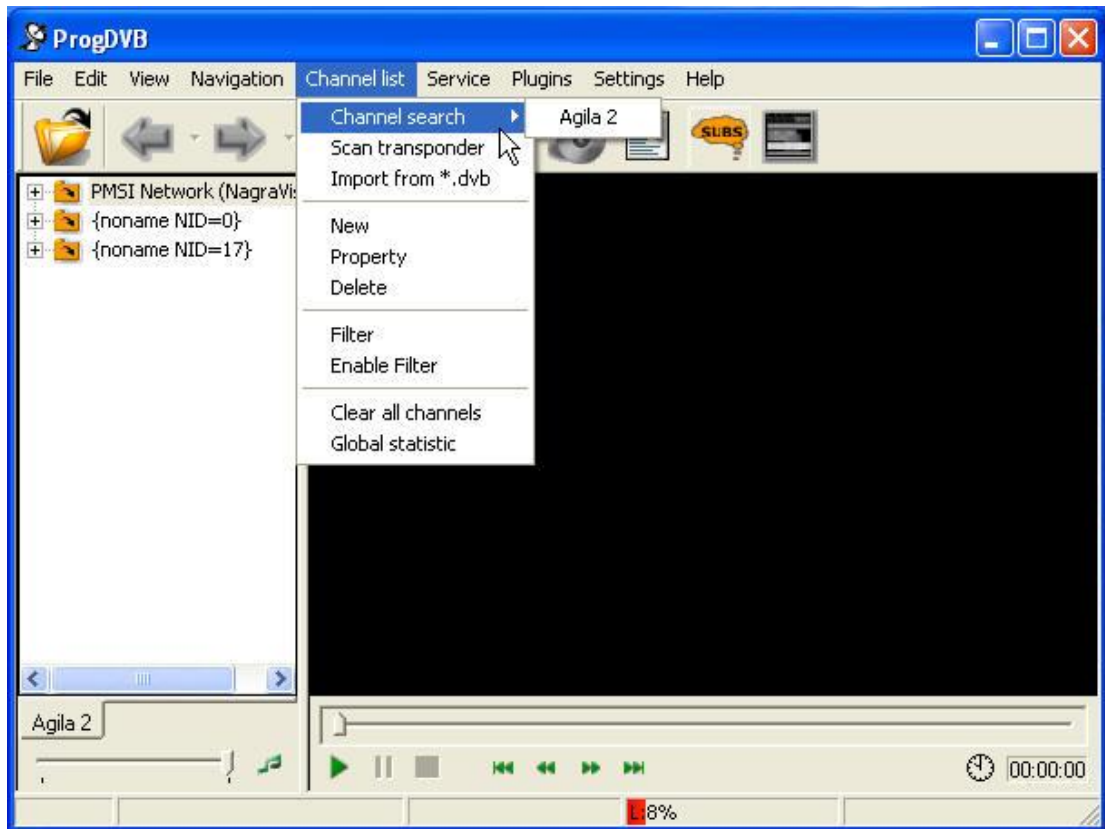 ProgDVB
File Edit View Navigation Channel list Service Plugins Settings Help
Channel search Agila 2
Scan transponder
Import from *.dvb
New
Property
Delete
Filter
Enable Filter
Clear all channels
Global statistic
SUBS
PMSI Network (NagraVi
{noname NID=0}
{noname NID=17}
Agila 2
00:00:00
L:8%